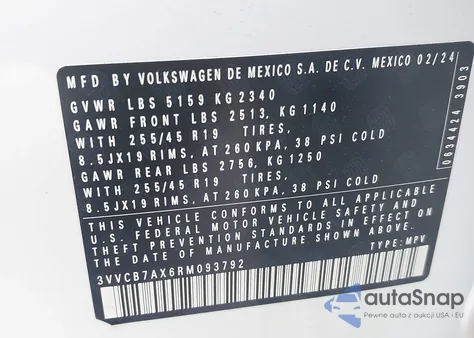 MFD BY VOLKSWAGEN DE MEXICO S.A. DE C.V. MEXICO 02/24
GVWR LBS 5159 KG 2340
GAWR FRONT LBS 2513, KG 1140
WITH 255/45 R19 TIRES,
8.5JX19 RIMS, AT 260 KPA, 38 PSI COLD
GAWR REAR LBS 2756, KG1250
WITH 255/45 R19 TIRES,
8.5JX19 RIMS, AT 260 KPA, 38 PSI COLD
THIS VEHICLE CONFORMS TO ALL APPLICABLE
U.S. FEDERAL MOTOR VEHICLE SAFETY AND
THEFT PREVENTION STANDARDS IN EFFECT ON
THE DATE OF MANUFACTURE SHOWN ABOVE.
3VVCB7AX6RM093792 TYPE: MPV
0634424 3903
autoSnap
Pewne auta z aukcji USA i EU